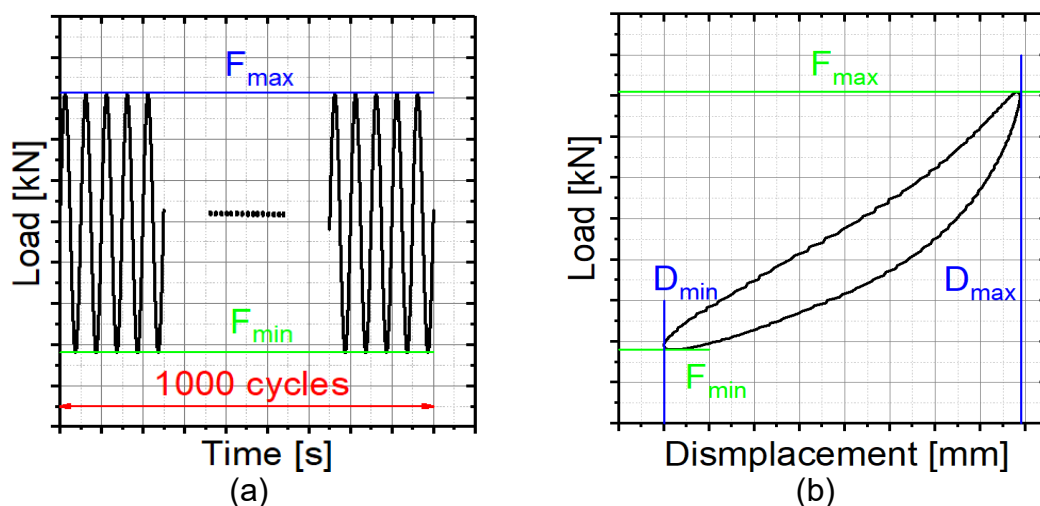 Load [kN]
Fmax
Fmin
1000 cycles
Time [s]
(a)
Load [kN]
Fmax
Dmin
Dmax
Fmin
Dismplacement [mm]
(b)